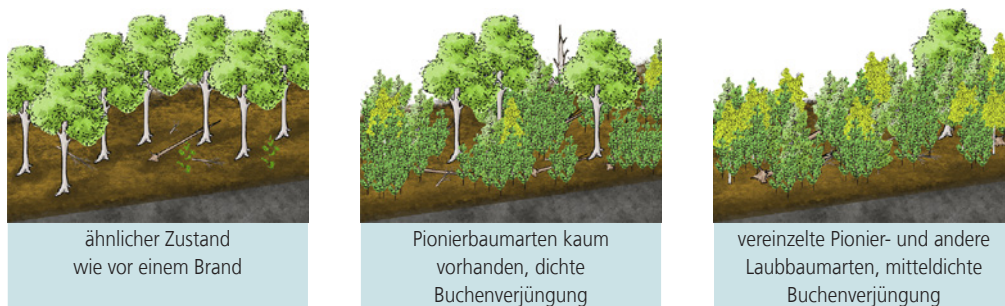 ähnlicher Zustand
wie vor einem Brand
Pionierbaumarten kaum
vorhanden, dichte
Buchenverjüngung
vereinzelte Pionier- und andere
Laubbaumarten, mitteldichte
Buchenverjüngung